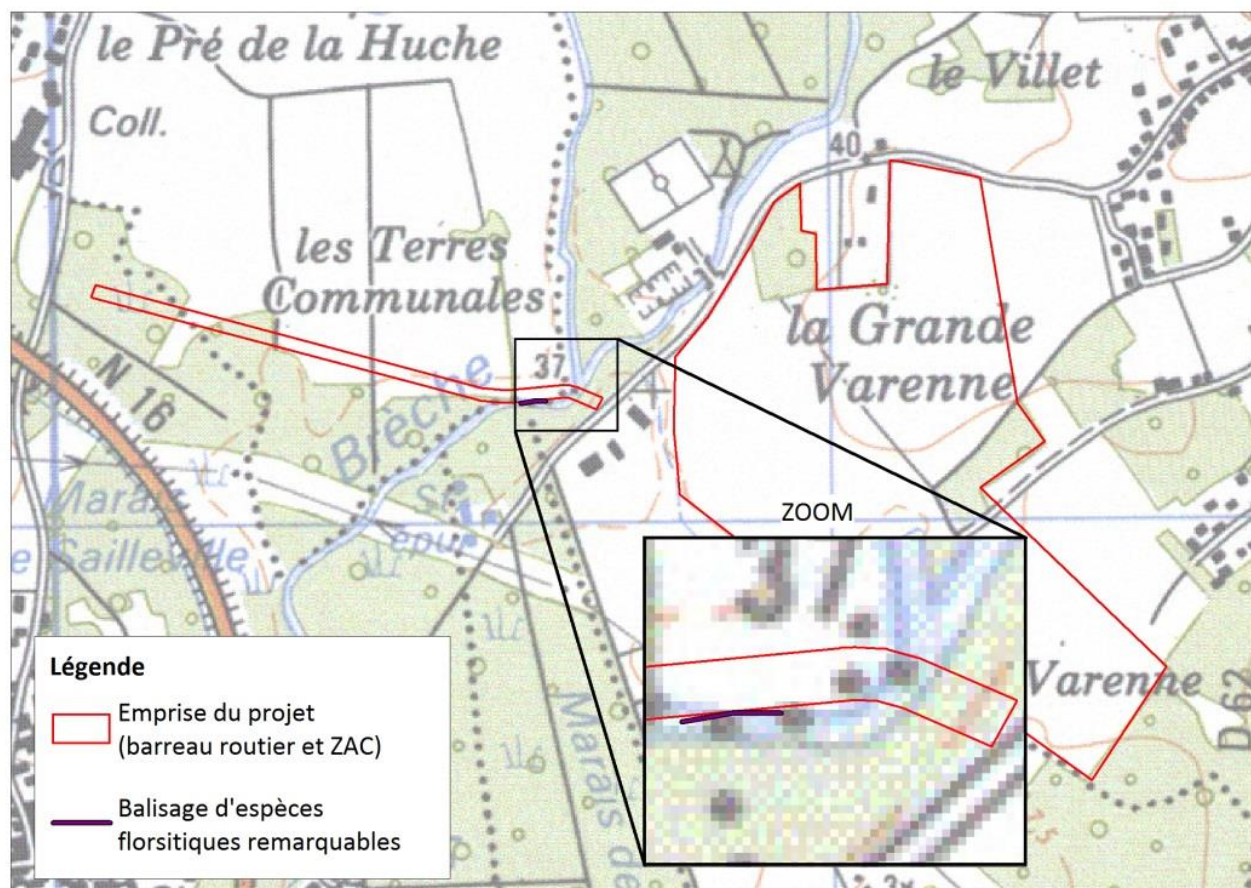 le Pré de la Huche
le Villet
Coll.
40
les Terres
Communales
la Grande
Varenne
37
N 16
Brèche
Marais
Sailleville
épur
ZOOM
Varenne
D 62
Marais de
Légende
Emprise du projet
(barreau routier et ZAC)
Balisage d'espèces
florsitiques remarquables